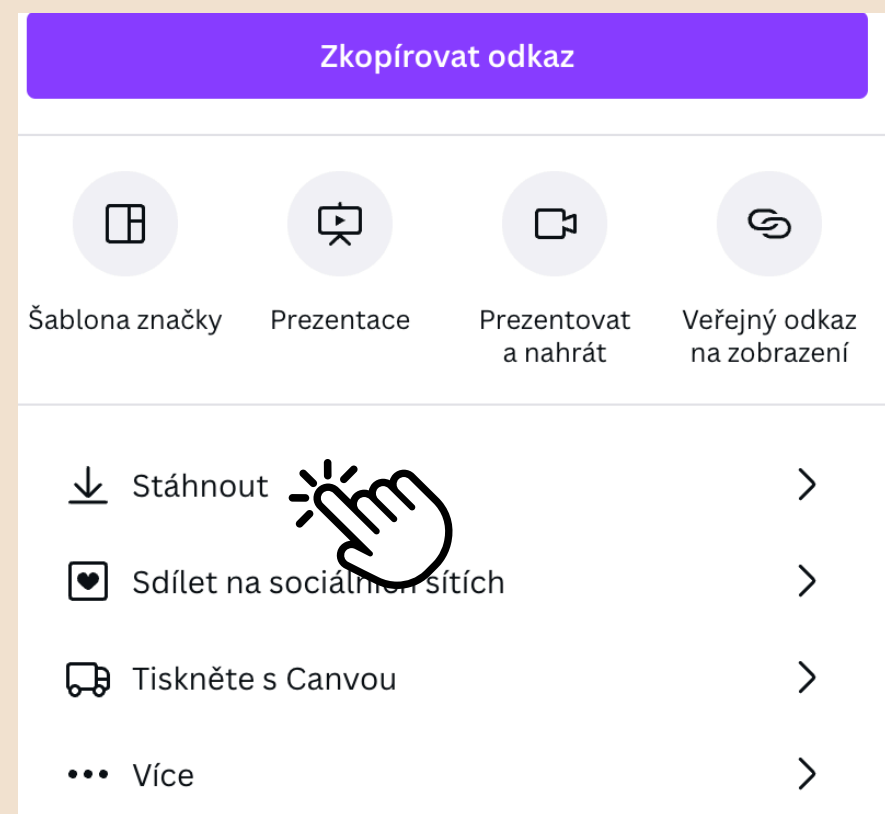 Zkopírovat odkaz
Šablona značky
Prezentace
Prezentovat
a nahrát
Veřejný odkaz
na zobrazení
Stáhnout
Sdílet na sociálních sítích
Tiskněte s Canvou
Více